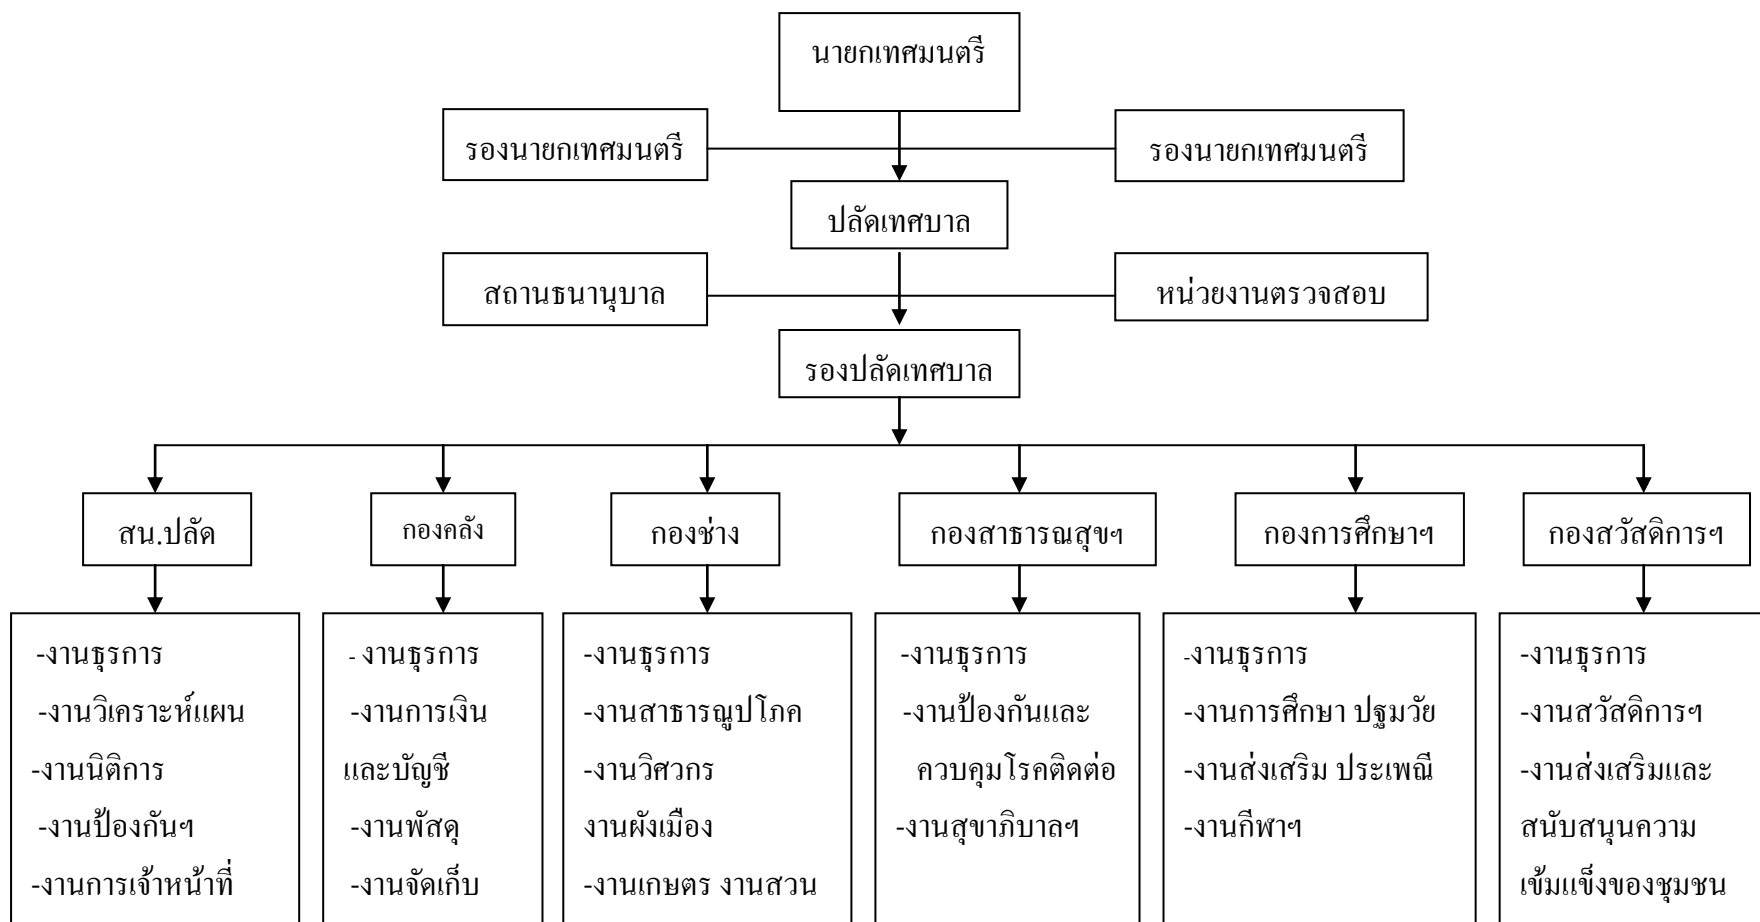 นายกเทศมนตรี
รองนายกเทศมนตรี
รองนายกเทศมนตรี
ปลัดเทศบาล
สถานธนานุบาล
หน่วยงานตรวจสอบ
รองปลัดเทศบาล
สน.ปลัด
กองคลัง
กองช่าง
กองสาธารณสุขฯ
กองการศึกษาฯ
กองสวัสดิการฯ
-งานธุรการ
-งานวิเคราะห์แผน
-งานนิติการ
-งานป้องกันฯ
-งานการเจ้าหน้าที่
- งานธุรการ
-งานการเงิน
และบัญชี
-งานพัสดุ
-งานจัดเก็บ
-งานธุรการ
-งานสาธารณูปโภค
-งานวิศวกร
งานผังเมือง
-งานเกษตร งานสวน
-งานธุรการ
-งานป้องกันและ
ควบคุมโรคติดต่อ
-งานสุขาภิบาลฯ
-งานธุรการ
-งานการศึกษา ปฐมวัย
-งานส่งเสริม ประเพณี
-งานกีฬาฯ
-งานธุรการ
-งานสวัสดิการฯ
-งานส่งเสริมและ
สนับสนุนความ
เข้มแข็งของชุมชน